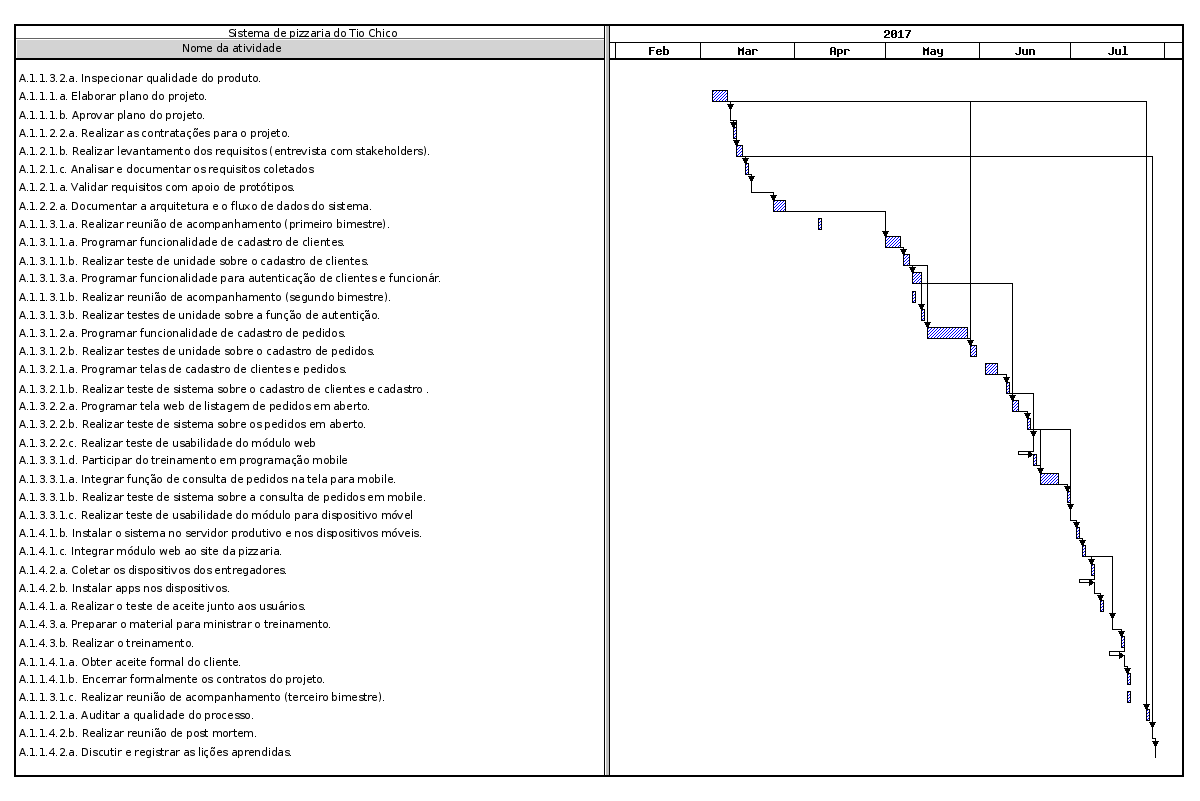 Sistema de pizzaria do Tio Chico
Nome da atividade
2017
Feb Mar Apr May Jun Jul
A.1.1.3.2.a. Inspecionar qualidade do produto.
A.1.1.1.a. Elaborar plano do projeto.
A.1.1.1.b. Aprovar plano do projeto.
A.1.1.2.2.a. Realizar as contratações para o projeto.
A.1.2.1.b. Realizar levantamento dos requisitos (entrevista com stakeholders).
A.1.2.1.c. Analisar e documentar os requisitos coletados
A.1.2.1.a. Validar requisitos com apoio de protótipos.
A.1.2.2.a. Documentar a arquitetura e o fluxo de dados do sistema.
A.1.1.3.1.a. Realizar reunião de acompanhamento (primeiro bimestre).
A.1.3.1.1.a. Programar funcionalidade de cadastro de clientes.
A.1.3.1.1.b. Realizar teste de unidade sobre o cadastro de clientes.
A.1.3.1.3.a. Programar funcionalidade para autenticação de clientes e funcionár.
A.1.1.3.1.b. Realizar reunião de acompanhamento (segundo bimestre).
A.1.3.1.3.b. Realizar testes de unidade sobre a função de autentição.
A.1.3.1.2.a. Programar funcionalidade de cadastro de pedidos.
A.1.3.1.2.b. Realizar testes de unidade sobre o cadastro de pedidos.
A.1.3.2.1.a. Programar telas de cadastro de clientes e pedidos.
A.1.3.2.1.b. Realizar teste de sistema sobre o cadastro de clientes e cadastro .
A.1.3.2.2.a. Programar tela web de listagem de pedidos em aberto.
A.1.3.2.2.b. Realizar teste de sistema sobre os pedidos em aberto.
A.1.3.2.2.c. Realizar teste de usabilidade do módulo web
A.1.3.3.1.d. Participar do treinamento em programação mobile
A.1.3.3.1.a. Integrar função de consulta de pedidos na tela para mobile.
A.1.3.3.1.b. Realizar teste de sistema sobre a consulta de pedidos em mobile.
A.1.3.3.1.c. Realizar teste de usabilidade do módulo para dispositivo móvel
A.1.4.1.b. Instalar o sistema no servidor produtivo e nos dispositivos móveis.
A.1.4.1.c. Integrar módulo web ao site da pizzaria.
A.1.4.2.a. Coletar os dispositivos dos entregadores.
A.1.4.2.b. Instalar apps nos dispositivos.
A.1.4.1.a. Realizar o teste de aceite junto aos usuários.
A.1.4.3.a. Preparar o material para ministrar o treinamento.
A.1.4.3.b. Realizar o treinamento.
A.1.1.4.1.a. Obter aceite formal do cliente.
A.1.1.4.1.b. Encerrar formalmente os contratos do projeto.
A.1.1.3.1.c. Realizar reunião de acompanhamento (terceiro bimestre).
A.1.1.2.1.a. Auditar a qualidade do processo.
A.1.1.4.2.b. Realizar reunião de post mortem.
A.1.1.4.2.a. Discutir e registrar as lições aprendidas.